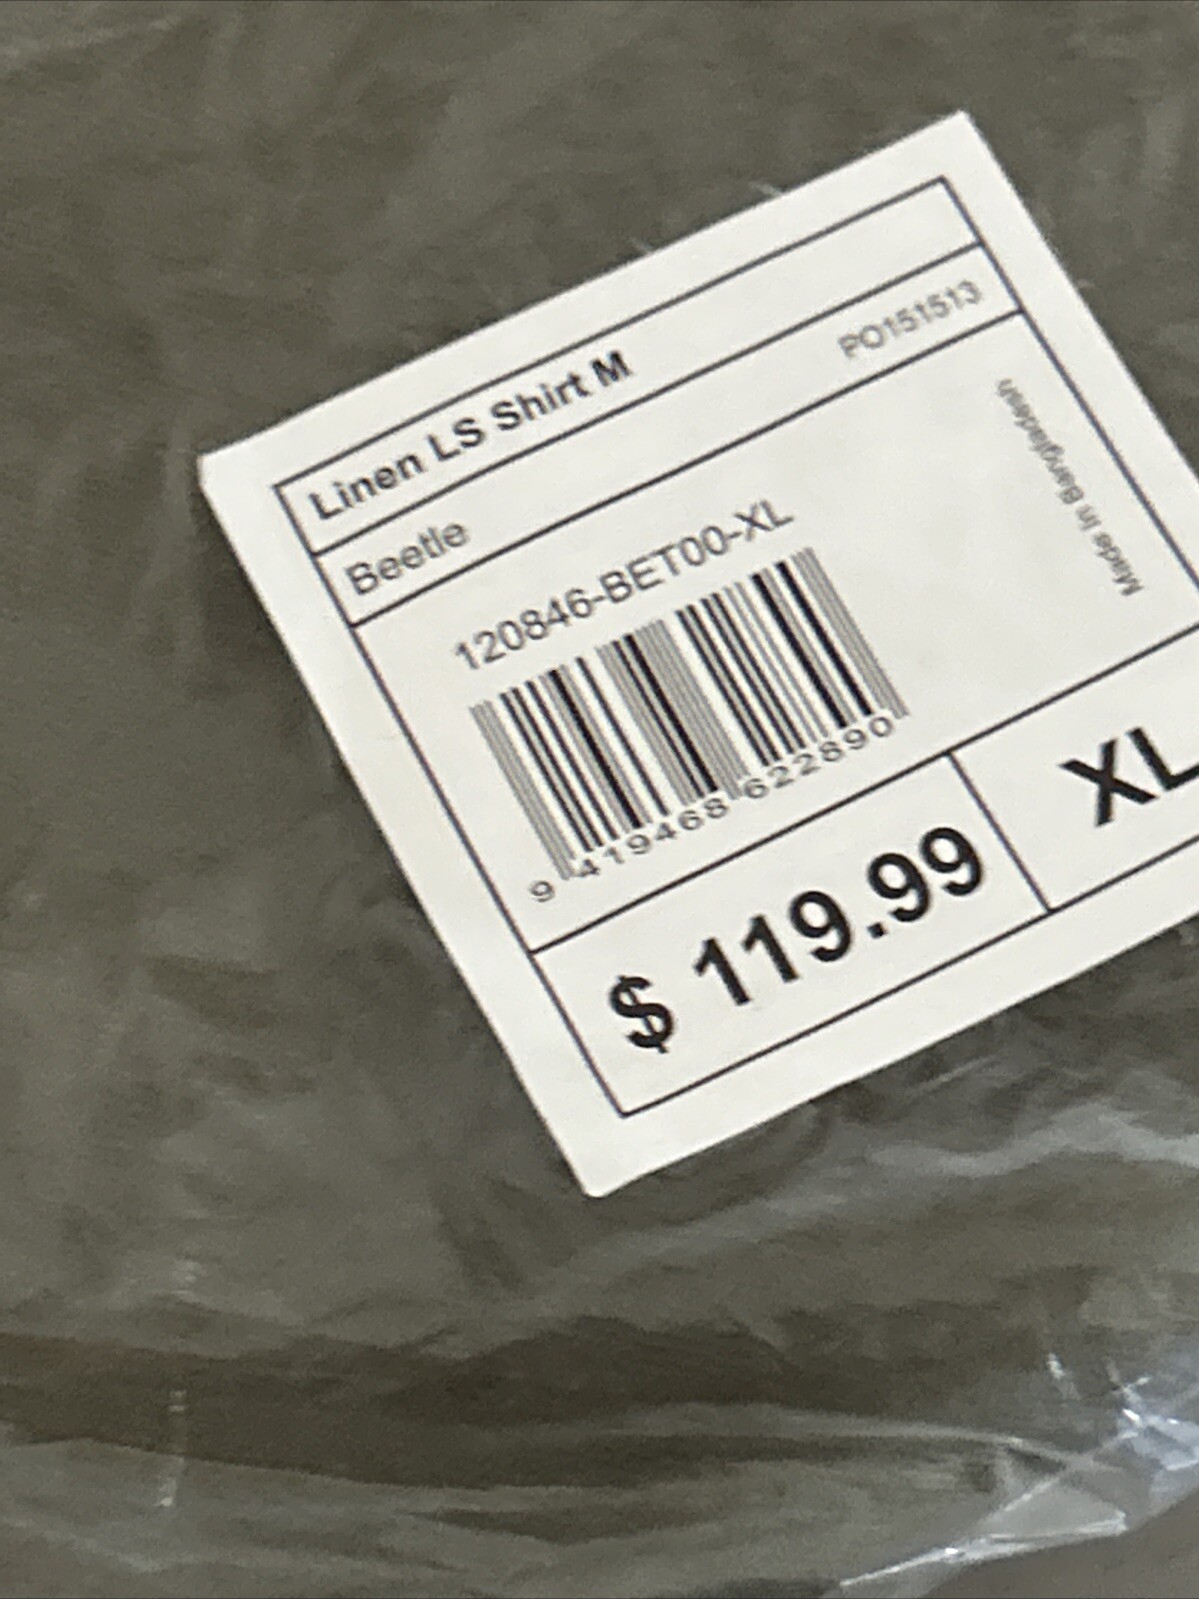 Linen LS Shirt M
Beetle PO151513
120846-BET00-XL
9 419468 622890
Made in Bangladesh
$ 119.99 XL